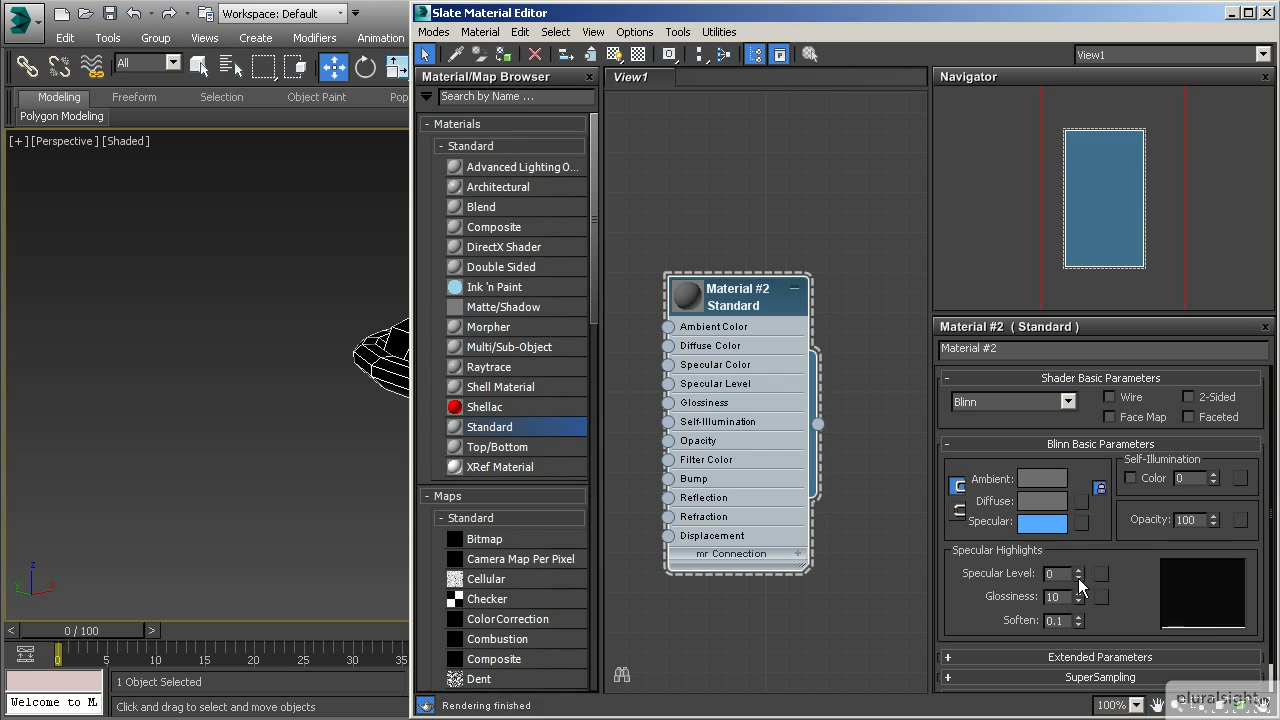 Workspace: Default
Edit
Tools
Group
Views
Create
Modifiers
Animation
All
Modeling
Freeform
Selection
Object Paint
Pop
Polygon Modeling
[+][Perspective][Shaded]
z
x
0 / 100
0
5
10
15
20
25
30
35
Welcome to M
1 Object Selected
Click and drag to select and move objects
Slate Material Editor
Modes
Material
Edit
Select
View
Options
Tools
Utilities
View1
Material/Map Browser
Search by Name ...
- Materials
- Standard
Advanced Lighting O...
Architectural
Blend
Composite
DirectX Shader
Double Sided
Ink 'n Paint
Matte/Shadow
Morpher
Multi/Sub-Object
Raytrace
Shell Material
Shellac
Standard
Top/Bottom
XRef Material
- Maps
- Standard
Bitmap
Camera Map Per Pixel
Cellular
Checker
Color Correction
Combustion
Composite
Dent
Rendering finished
View1
Material #2
Standard
Ambient Color
Diffuse Color
Specular Color
Specular Level
Glossiness
Self-Illumination
Opacity
Filter Color
Bump
Reflection
Refraction
Displacement
mr Connection +
Navigator
Material #2 ( Standard )
Material #2
- Shader Basic Parameters
Blinn
Wire
2-Sided
Face Map
Faceted
- Blinn Basic Parameters
Self-Illumination
Ambient:
Color 0
Diffuse:
Specular:
Opacity: 100
Specular Highlights
Specular Level: 0
Glossiness: 10
Soften: 0.1
+ Extended Parameters
+ SuperSampling
100%
pluralsight